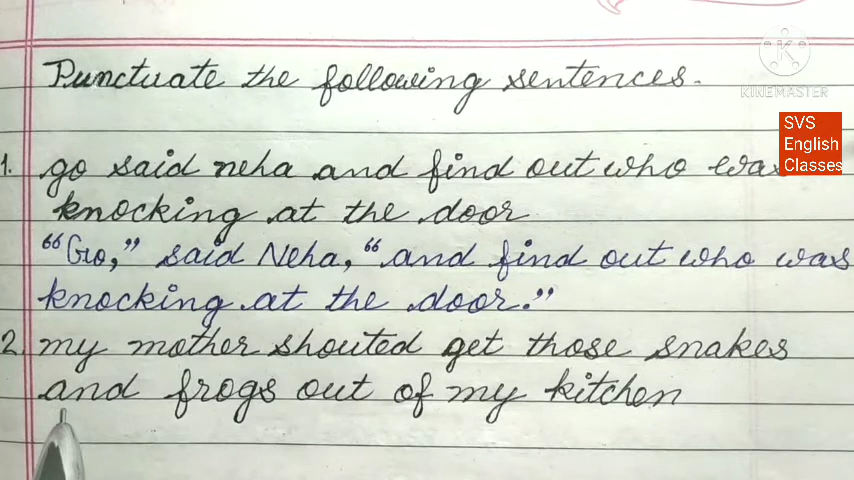 Punctuate the following sentences.
KINEMASTER
SVS
English
Classes
1. go said neha and find out who was
knocking at the door
“Go,” said Neha, “and find out who was
knocking at the door.”
2. my mother shouted get those snakes
and frogs out of my kitchen